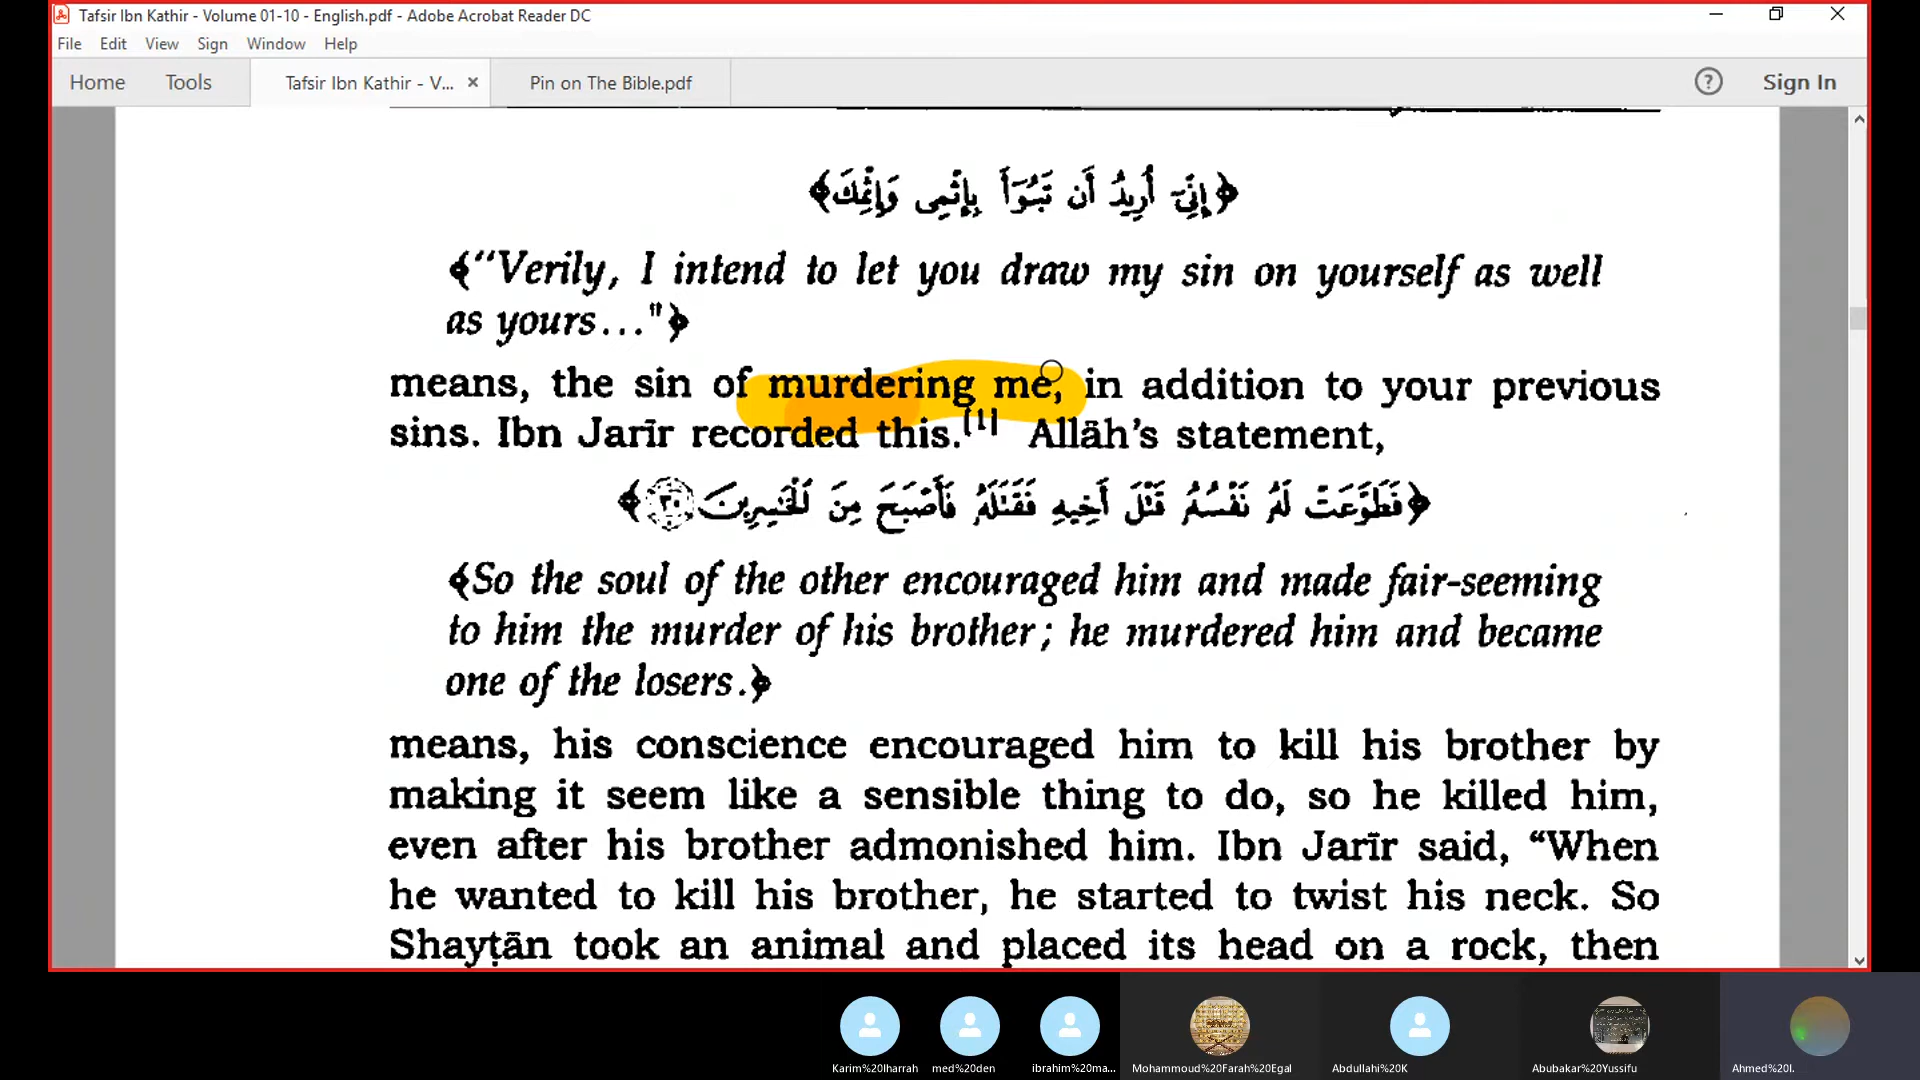 Tafsir Ibn Kathir - Volume 01-10 - English.pdf - Adobe Acrobat Reader DC
File Edit View Sign Window Help
Home Tools Tafsir Ibn Kathir - V... × Pin on The Bible.pdf ? Sign In
﴿إِنِّىٓ أُرِيدُ أَن تَبُوٓأَ بِإِثْمِى وَإِثْمِكَ﴾
﴾"Verily, I intend to let you draw my sin on yourself as well
as yours..."﴿
means, the sin of murdering me, in addition to your previous
sins. Ibn Jarīr recorded this.[1] Allāh's statement,
﴿فَطَوَّعَتْ لَهُۥ نَفْسُهُۥ قَتْلَ أَخِيهِ فَقَتَلَهُۥ فَأَصْبَحَ مِنَ ٱلْخَٰسِرِينَ ٣٠﴾
﴾So the soul of the other encouraged him and made fair-seeming
to him the murder of his brother; he murdered him and became
one of the losers.﴿
means, his conscience encouraged him to kill his brother by
making it seem like a sensible thing to do, so he killed him,
even after his brother admonished him. Ibn Jarīr said, "When
he wanted to kill his brother, he started to twist his neck. So
Shayṭān took an animal and placed its head on a rock, then
Karim%20Iharrah med%20den ibrahim%20ma... Mohammoud%20Farah%20Egal Abdullahi%20K Abubakar%20Yussifu Ahmed%20I.